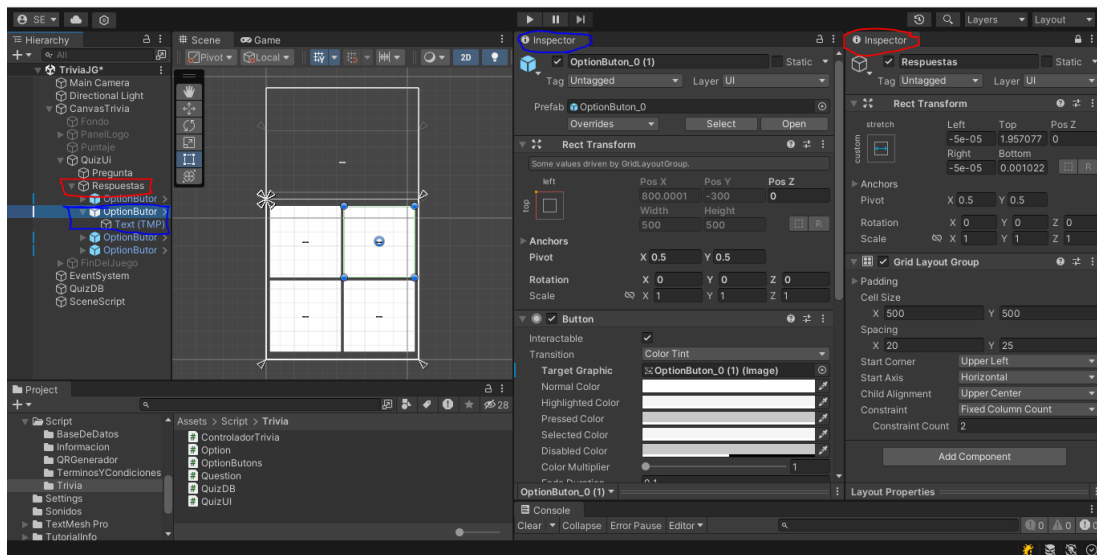 SE
Layers
Layout
Hierarchy
All
TriviaJG*
Main Camera
Directional Light
CanvasTrivia
Fondo
PanelLogo
Puntaje
QuizUi
Pregunta
Respuestas
OptionButor
OptionButor
Text (TMP)
OptionButor
OptionButor
FinDelJuego
EventSystem
QuizDB
SceneScript
Scene
Game
Pivot
Local
2D
--
--
--
--
Inspector
OptionButon_0 (1)
Static
Tag Untagged Layer UI
Prefab OptionButon_0
Overrides Select Open
Rect Transform
Some values driven by GridLayoutGroup.
left
top
Pos X Pos Y Pos Z
800.0001 -300 0
Width Height
500 500
R
Anchors
Pivot X 0.5 Y 0.5
Rotation X 0 Y 0 Z 0
Scale X 1 Y 1 Z 1
Button
Interactable
Transition Color Tint
Target Graphic OptionButon_0 (1) (Image)
Normal Color
Highlighted Color
Pressed Color
Selected Color
Disabled Color
Color Multiplier 1
Fade Duration 0.1
OptionButon_0 (1)
Inspector
Respuestas
Static
Tag Untagged Layer UI
Rect Transform
stretch
custom
Left Top Pos Z
-5e-05 1.957077 0
Right Bottom
-5e-05 0.001022
R
Anchors
Pivot X 0.5 Y 0.5
Rotation X 0 Y 0 Z 0
Scale X 1 Y 1 Z 1
Grid Layout Group
Padding
Cell Size
X 500 Y 500
Spacing
X 20 Y 25
Start Corner Upper Left
Start Axis Horizontal
Child Alignment Upper Center
Constraint Fixed Column Count
Constraint Count 2
Add Component
Layout Properties
Project
28
Script
BaseDeDatos
Informacion
QRGenerador
TerminosYCondiciones
Trivia
Settings
Sonidos
TextMesh Pro
TutorialInfo
Assets > Script > Trivia
ControladorTrivia
Option
OptionButons
Question
QuizDB
QuizUI
Console
Clear Collapse Error Pause Editor
0 0 0